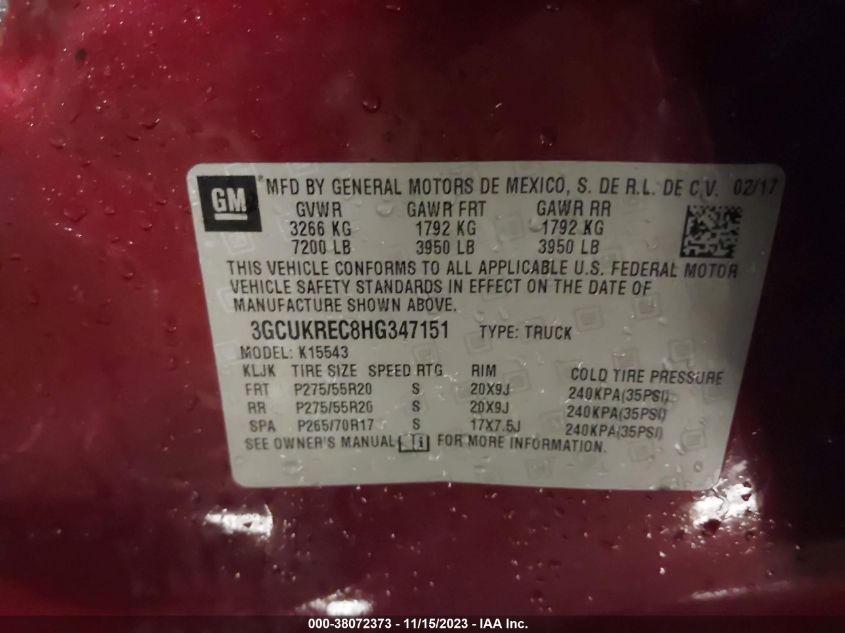 GM ® MFD BY GENERAL MOTORS DE MEXICO, S. DE R.L. DE C.V. 02/17
GVWR GAWR FRT GAWR RR
3266 KG 1792 KG 1792 KG
7200 LB 3950 LB 3950 LB
THIS VEHICLE CONFORMS TO ALL APPLICABLE U.S. FEDERAL MOTOR
VEHICLE SAFETY STANDARDS IN EFFECT ON THE DATE OF
MANUFACTURE SHOWN ABOVE.
3GCUKREC8HG347151 TYPE: TRUCK
MODEL: K15543
KLJK TIRE SIZE SPEED RTG RIM COLD TIRE PRESSURE
FRT P275/55R20 S 20X9J 240KPA(35PSI)
RR P275/55R20 S 20X9J 240KPA(35PSI)
SPA P265/70R17 S 17X7.5J 240KPA(35PSI)
SEE OWNER'S MANUAL FOR MORE INFORMATION.
000-38072373 - 11/15/2023 - IAA Inc.